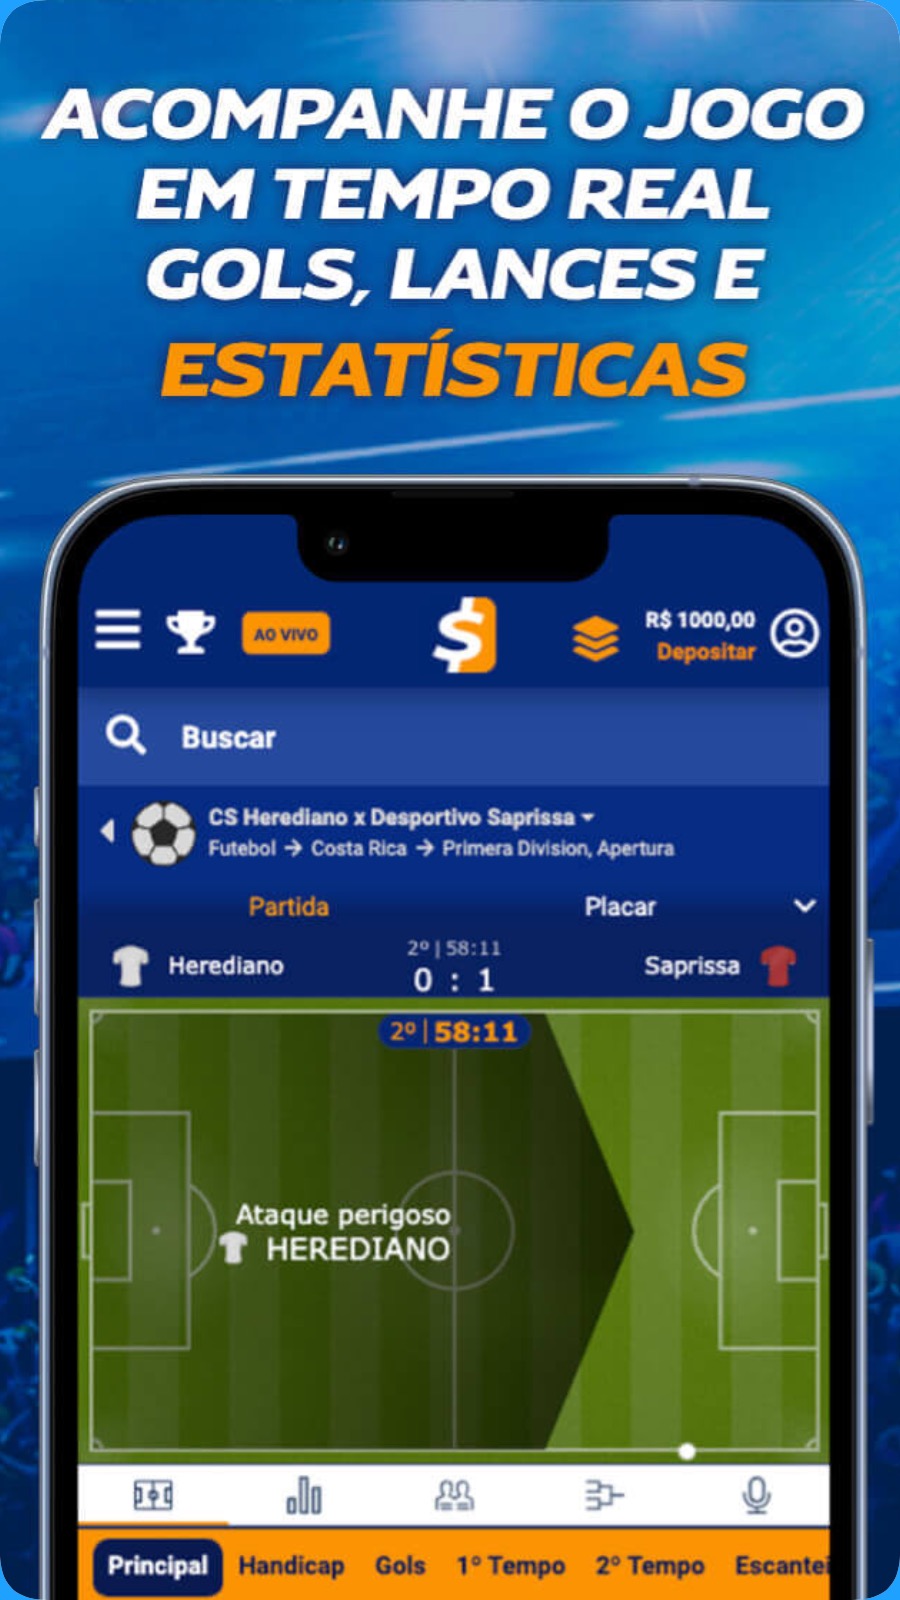 ACOMPANHE O JOGO
EM TEMPO REAL
GOLS, LANCES E
ESTATÍSTICAS
AO VIVO
S
R$ 1000,00
Depositar
Buscar
CS Herediano x Desportivo Saprissa
Futebol → Costa Rica → Primera Division, Apertura
Partida Placar
2º | 58:11
Herediano 0 : 1 Saprissa
2º | 58:11
Ataque perigoso
HEREDIANO
Principal Handicap Gols 1º Tempo 2º Tempo Escantei